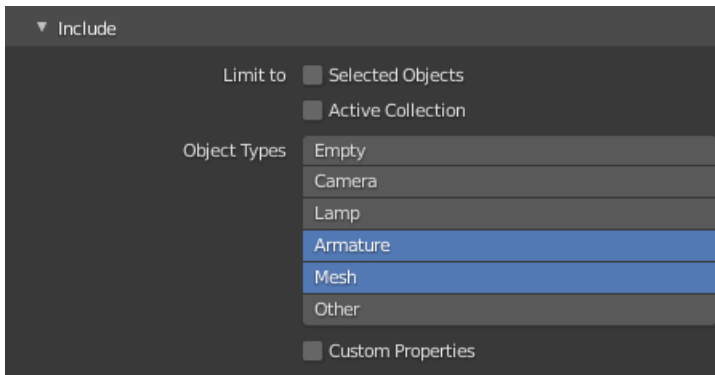 Include
Limit to Selected Objects
Active Collection
Object Types Empty
Camera
Lamp
Armature
Mesh
Other
Custom Properties